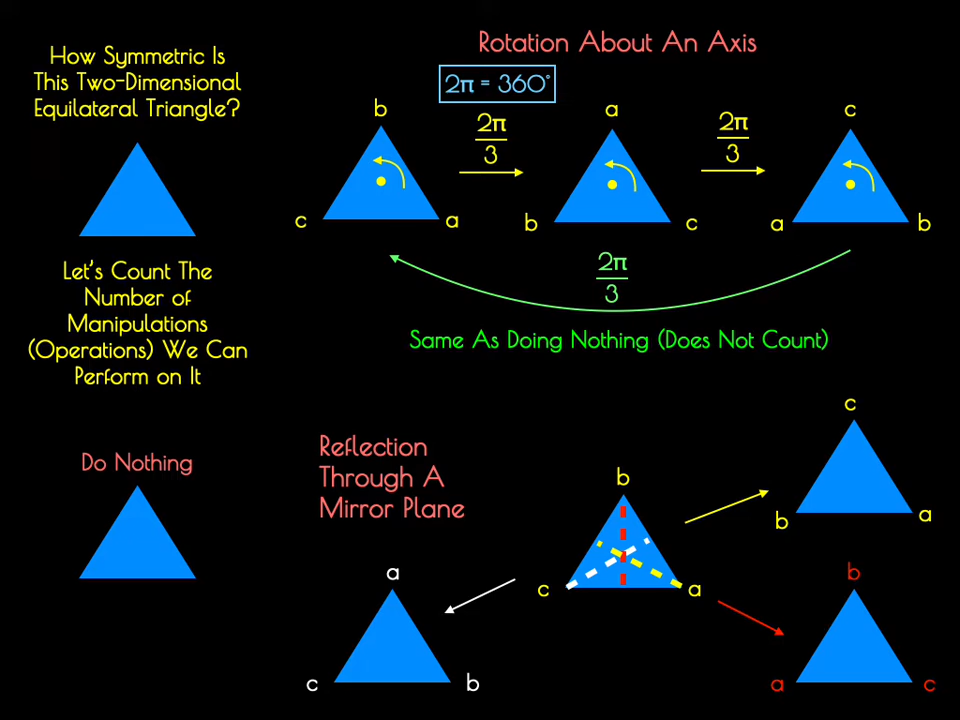 How Symmetric Is
This Two-Dimensional
Equilateral Triangle?
Let's Count The
Number of
Manipulations
(Operations) We Can
Perform on It
Do Nothing
Rotation About An Axis
2π = 360°
b
c
a
2π
3
a
b
c
2π
3
c
a
b
2π
3
Same As Doing Nothing (Does Not Count)
Reflection
Through A
Mirror Plane
b
c
a
c
b
a
a
c
b
b
a
c